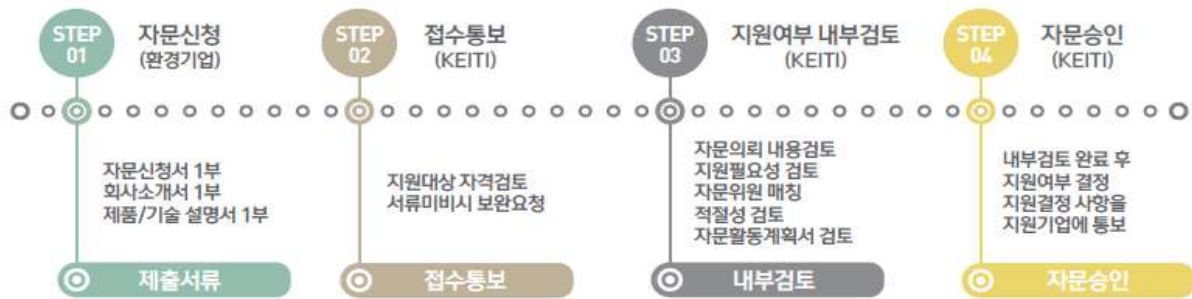 STEP
01
자문신청
(환경기업)
자문신청서 1부
회사소개서 1부
제품/기술 설명서 1부
제출서류
STEP
02
접수통보
(KEITI)
지원대상 자격검토
서류미비시 보완요청
접수통보
STEP
03
지원여부 내부검토
(KEITI)
자문의뢰 내용검토
지원필요성 검토
자문위원 매칭
적절성 검토
자문활동계획서 검토
내부검토
STEP
04
자문승인
(KEITI)
내부검토 완료 후
지원여부 결정
지원결정 사항을
지원기업에 통보
자문승인